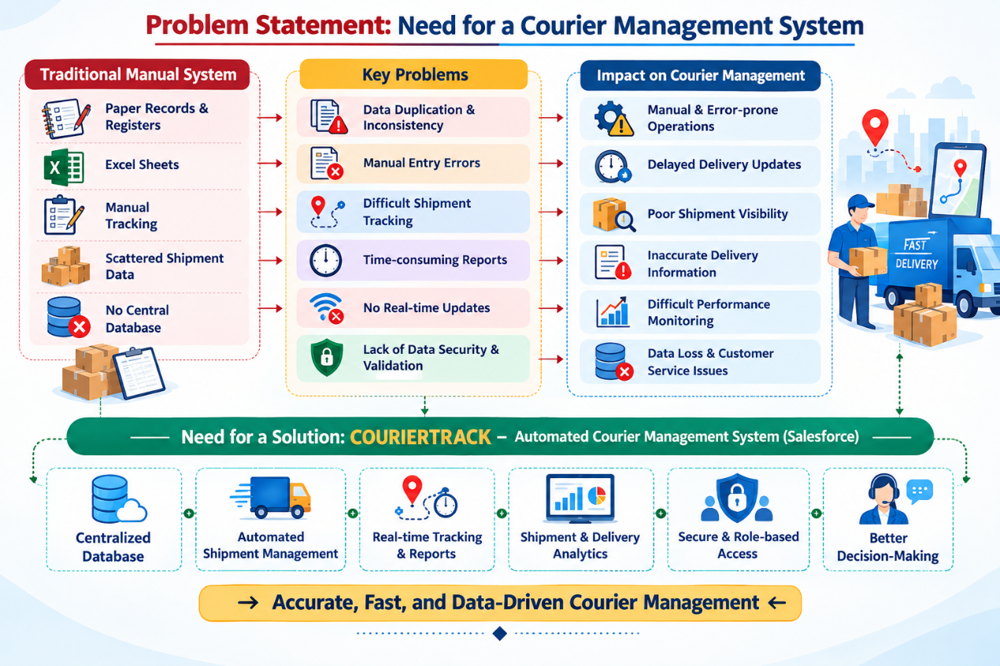 Problem Statement: Need for a Courier Management System
Traditional Manual System
Paper Records &
Registers
Excel Sheets
Manual
Tracking
Scattered Shipment
Data
No Central
Database
Key Problems
Data Duplication &
Inconsistency
Manual Entry Errors
Difficult Shipment
Tracking
Time-consuming Reports
No Real-time Updates
Lack of Data Security &
Validation
Impact on Courier Management
Manual & Error-prone
Operations
Delayed Delivery Updates
Poor Shipment Visibility
Inaccurate Delivery
Information
Difficult Performance
Monitoring
Data Loss & Customer
Service Issues
FAST
DELIVERY
Need for a Solution: COURIERTRACK – Automated Courier Management System (Salesforce)
Centralized
Database
Automated
Shipment Management
Real-time Tracking
& Reports
Shipment & Delivery
Analytics
Secure & Role-based
Access
Better
Decision-Making
→ Accurate, Fast, and Data-Driven Courier Management ←